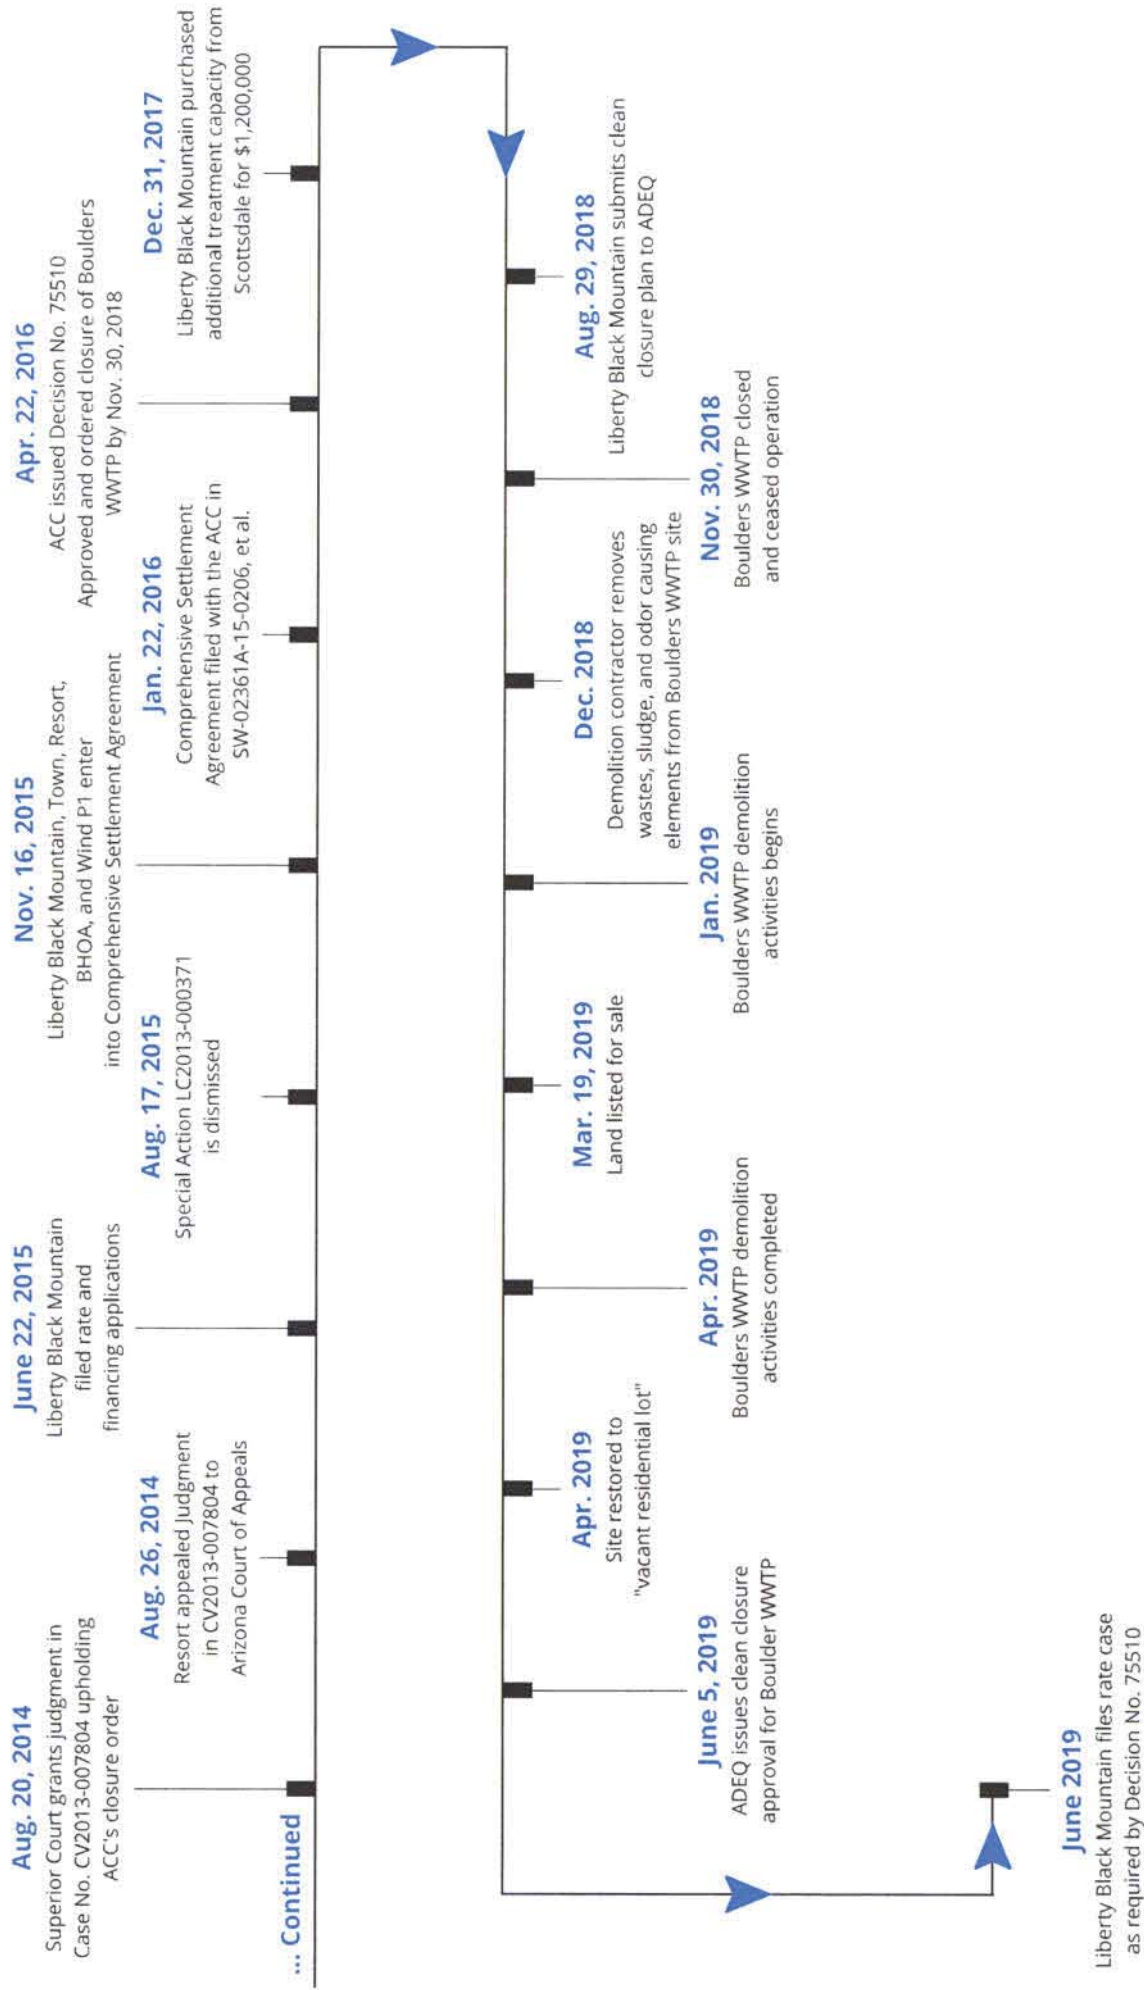 ... Continued
Aug. 20, 2014
Superior Court grants judgment in
Case No. CV2013-007804 upholding
ACC's closure order
Aug. 26, 2014
Resort appealed Judgment
in CV2013-007804 to
Arizona Court of Appeals
June 22, 2015
Liberty Black Mountain
filed rate and
financing applications
Aug. 17, 2015
Special Action LC2013-000371
is dismissed
Nov. 16, 2015
Liberty Black Mountain, Town, Resort,
BHOA, and Wind P1 enter
into Comprehensive Settlement Agreement
Jan. 22, 2016
Comprehensive Settlement
Agreement filed with the ACC in
SW-02361A-15-0206, et al.
Apr. 22, 2016
ACC issued Decision No. 75510
Approved and ordered closure of Boulders
WWTP by Nov. 30, 2018
Dec. 31, 2017
Liberty Black Mountain purchased
additional treatment capacity from
Scottsdale for $1,200,000
Aug. 29, 2018
Liberty Black Mountain submits clean
closure plan to ADEQ
Nov. 30, 2018
Boulders WWTP closed
and ceased operation
Dec. 2018
Demolition contractor removes
wastes, sludge, and odor causing
elements from Boulders WWTP site
Jan. 2019
Boulders WWTP demolition
activities begins
Mar. 19, 2019
Land listed for sale
Apr. 2019
Boulders WWTP demolition
activities completed
Apr. 2019
Site restored to
"vacant residential lot"
June 5, 2019
ADEQ issues clean closure
approval for Boulder WWTP
June 2019
Liberty Black Mountain files rate case
as required by Decision No. 75510